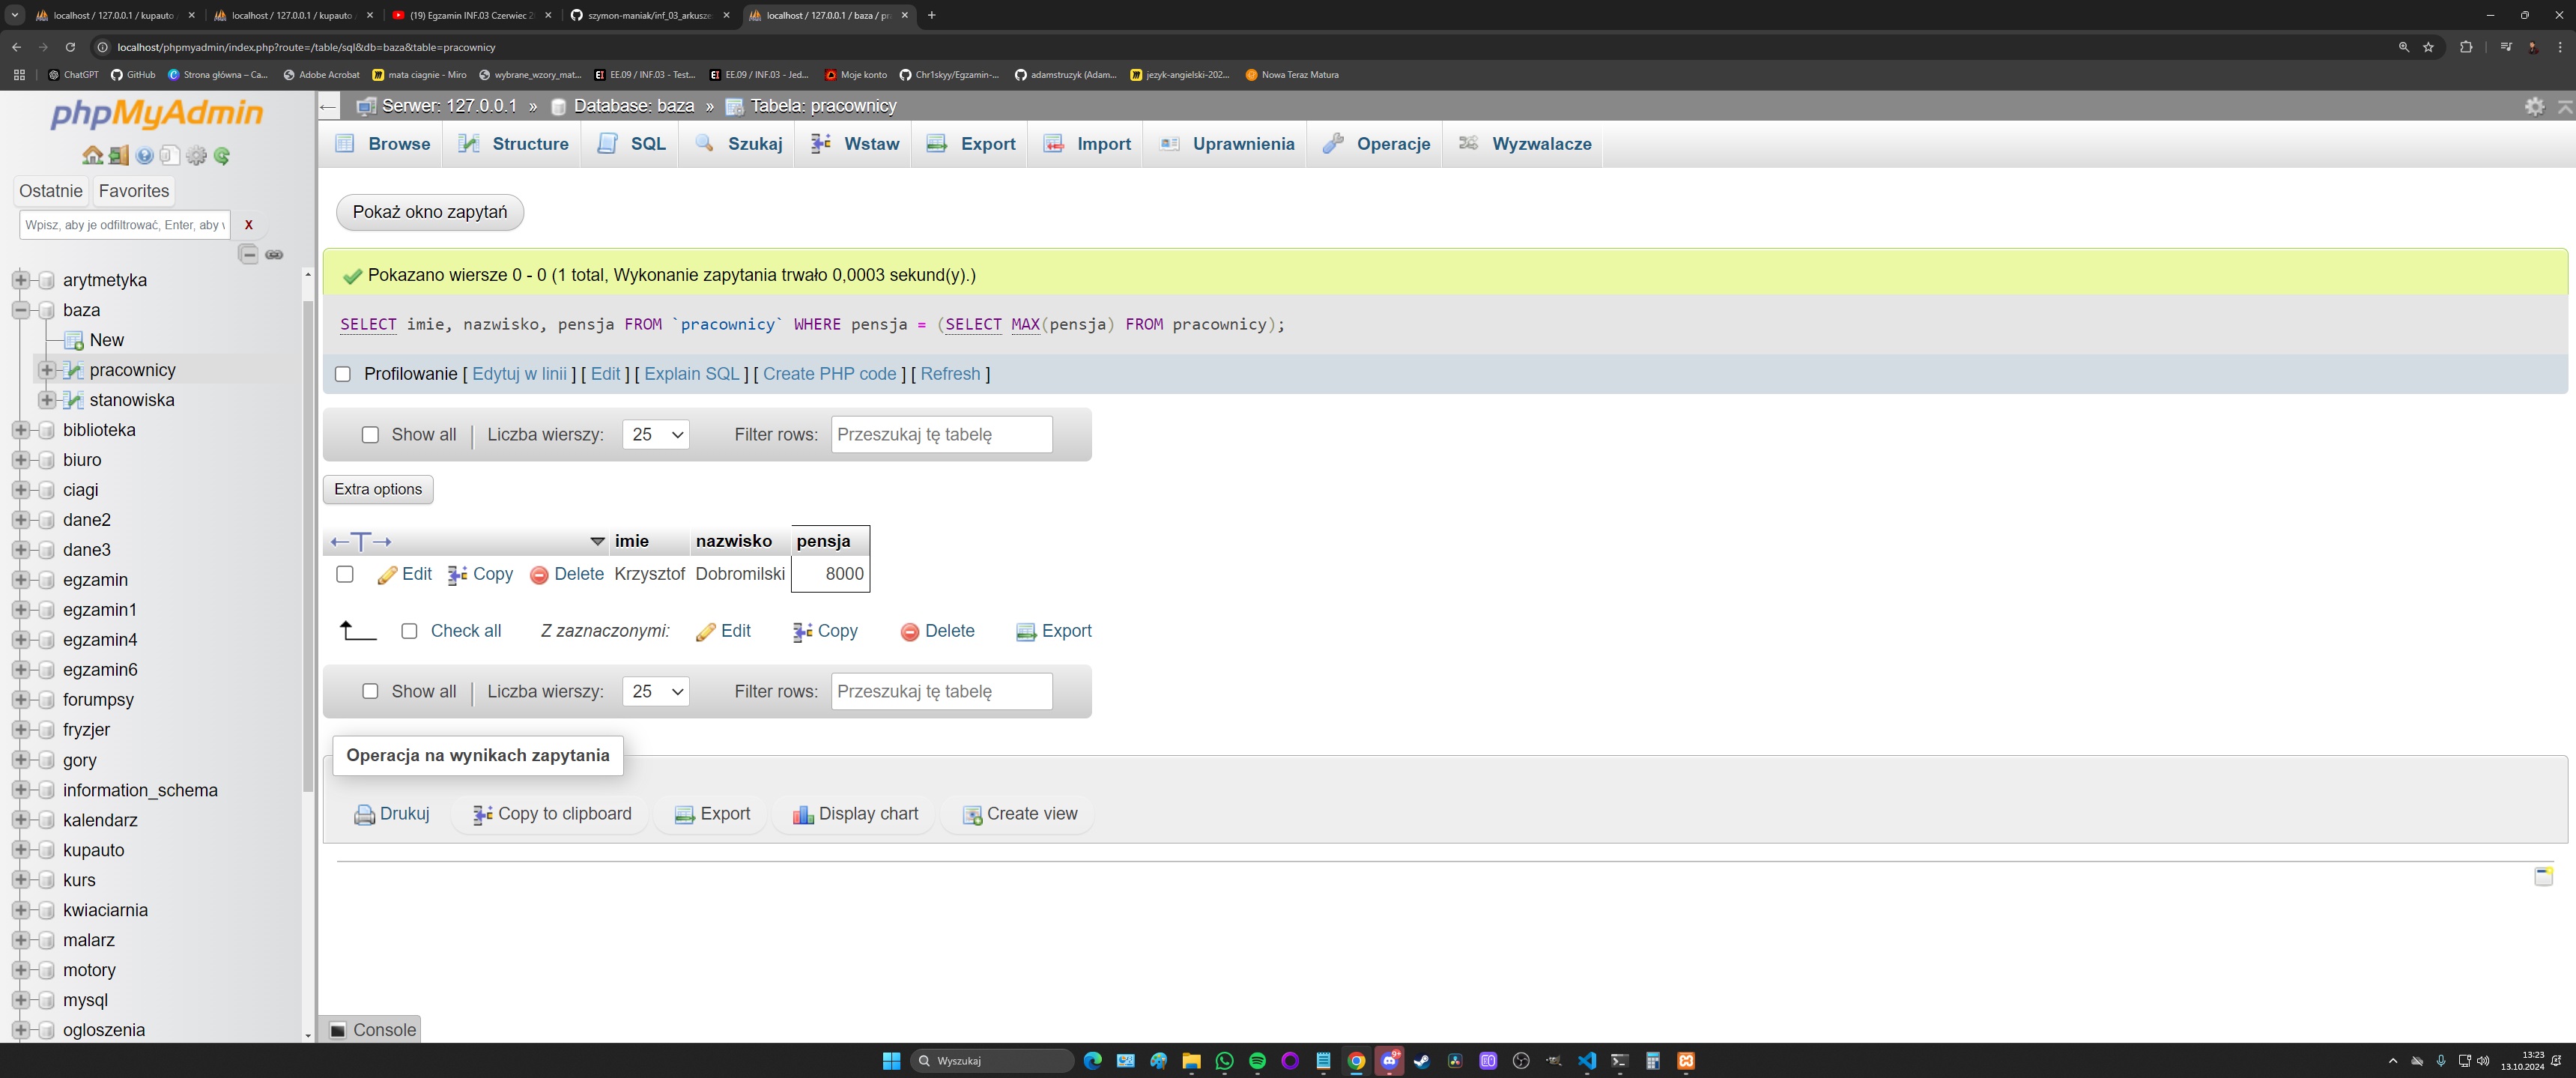 localhost / 127.0.0.1 / kupauto
localhost / 127.0.0.1 / kupauto
(19) Egzamin INF.03 Czerwiec 2
szymon-maniak/inf_03_arkusze
localhost / 127.0.0.1 / baza / pr
localhost/phpmyadmin/index.php?route=/table/sql&db=baza&table=pracownicy
ChatGPT
GitHub
Strona główna – Ca...
Adobe Acrobat
mata ciagnie - Miro
wybrane_wzory_mat...
EE.09 / INF.03 - Test...
EE.09 / INF.03 - Jed...
Moje konto
Chr1skyy/Egzamin-...
adamstruzyk (Adam...
jezyk-angielski-202...
Nowa Teraz Matura
phpMyAdmin
Ostatnie
Favorites
Wpisz, aby je odfiltrować, Enter, aby
X
arytmetyka
baza
New
pracownicy
stanowiska
biblioteka
biuro
ciagi
dane2
dane3
egzamin
egzamin1
egzamin4
egzamin6
forumpsy
fryzjer
gory
information_schema
kalendarz
kupauto
kurs
kwiaciarnia
malarz
motory
mysql
ogloszenia
Serwer: 127.0.0.1 » Database: baza » Tabela: pracownicy
Browse
Structure
SQL
Szukaj
Wstaw
Export
Import
Uprawnienia
Operacje
Wyzwalacze
Pokaż okno zapytań
Pokazano wiersze 0 - 0 (1 total, Wykonanie zapytania trwało 0,0003 sekund(y).)
SELECT imie, nazwisko, pensja FROM `pracownicy` WHERE pensja = (SELECT MAX(pensja) FROM pracownicy);
Profilowanie [ Edytuj w linii ] [ Edit ] [ Explain SQL ] [ Create PHP code ] [ Refresh ]
Show all | Liczba wierszy: 25 Filter rows: Przeszukaj tę tabelę
Extra options
imie nazwisko pensja
Edit Copy Delete Krzysztof Dobromilski 8000
Check all Z zaznaczonymi: Edit Copy Delete Export
Show all | Liczba wierszy: 25 Filter rows: Przeszukaj tę tabelę
Operacja na wynikach zapytania
Drukuj Copy to clipboard Export Display chart Create view
Console
Wyszukaj
9+
13:23
13.10.2024